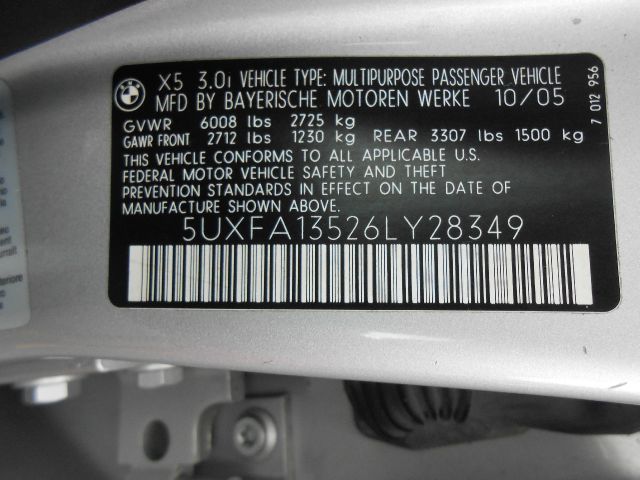 BMW X5 3.0i VEHICLE TYPE: MULTIPURPOSE PASSENGER VEHICLE
MFD BY BAYERISCHE MOTOREN WERKE 10/05
GVWR 6008 lbs 2725 kg
GAWR FRONT 2712 lbs 1230 kg REAR 3307 lbs 1500 kg
THIS VEHICLE CONFORMS TO ALL APPLICABLE U.S.
FEDERAL MOTOR VEHICLE SAFETY AND THEFT
PREVENTION STANDARDS IN EFFECT ON THE DATE OF
MANUFACTURE SHOWN ABOVE.
5UXFA13526LY28349
7 012 956